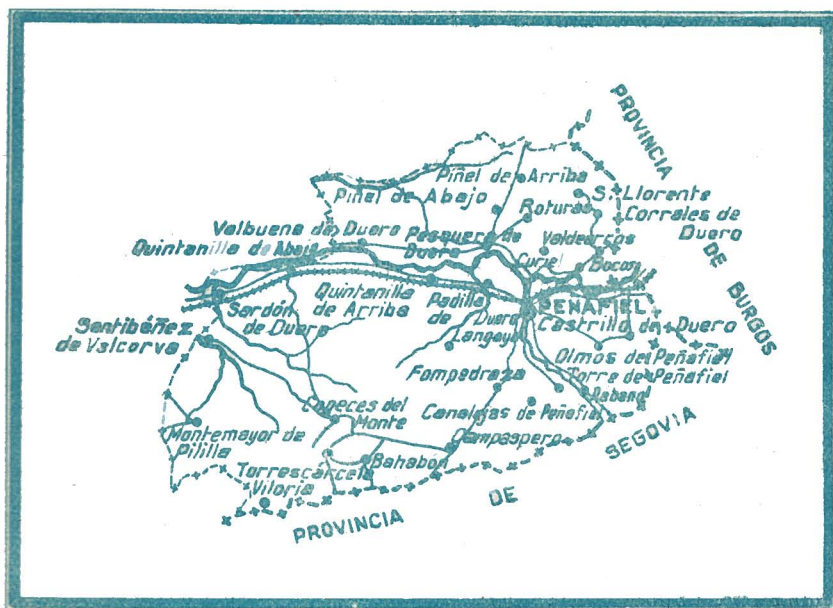 PROVINCIA
DE BURGOS
Piñel de Arriba
Piñel de Abajo
S. Llorente
Roturas
Corrales de
Duero
Valbuena de Duero
Pesquera de
Duero
Valdearcos
Quintanilla de Abajo
Curiel
Bocos
Quintanilla
de Arriba
Padilla
de
Duero
PEÑAFIEL
Sardón
de Duero
Castrillo de Duero
Santibáñez
de Valcorva
Langayo
Olmos de Peñafiel
Torre de Peñafiel
Fompedraza
Rábano
Canalejas de Peñafiel
Copeces del
Monte
Montemayor de
Pililla
Campaspero
Bahabón
Torrescárcela
Viloria
PROVINCIA
DE
SEGOVIA